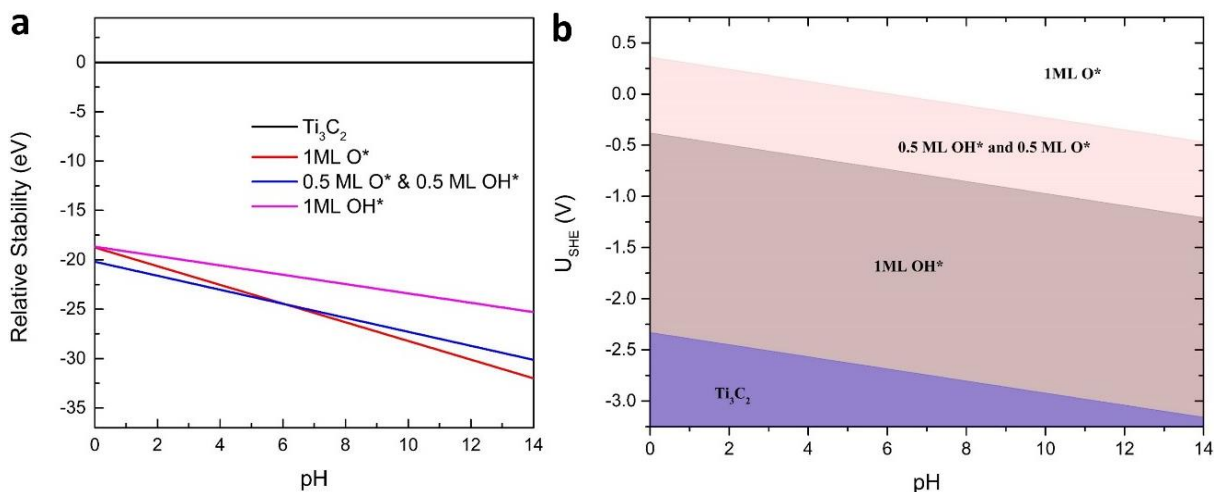 a
0
-5
-10
-15
-20
-25
-30
-35
Relative Stability (eV)
Ti₃C₂
1ML O*
0.5 ML O* & 0.5 ML OH*
1ML OH*
0 2 4 6 8 10 12 14
pH
b
0.5
0.0
-0.5
-1.0
-1.5
-2.0
-2.5
-3.0
U_SHE (V)
1ML O*
0.5 ML OH* and 0.5 ML O*
1ML OH*
Ti₃C₂
0 2 4 6 8 10 12 14
pH